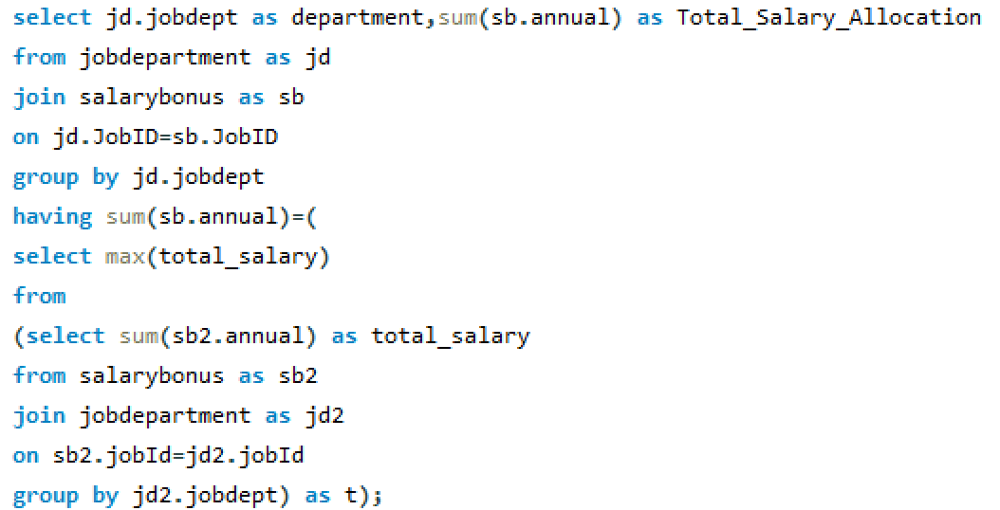 select jd.jobdept as department,sum(sb.annual) as Total_Salary_Allocation
from jobdepartment as jd
join salarybonus as sb
on jd.JobID=sb.JobID
group by jd.jobdept
having sum(sb.annual)=(
select max(total_salary)
from
(select sum(sb2.annual) as total_salary
from salarybonus as sb2
join jobdepartment as jd2
on sb2.jobId=jd2.jobId
group by jd2.jobdept) as t);